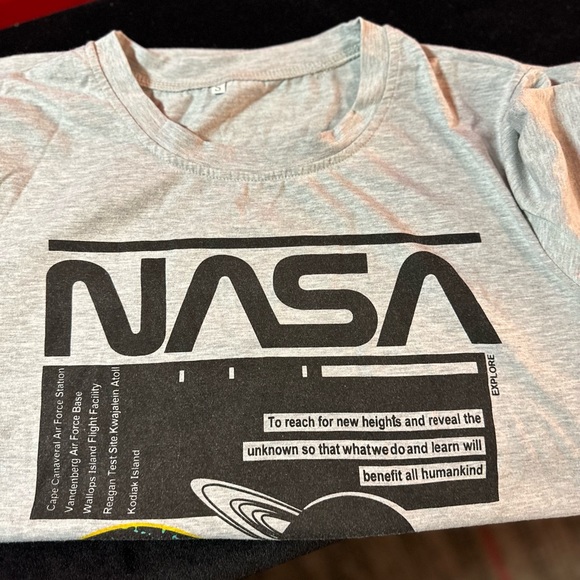 S
NASA
EXPLORE
Cape Canaveral Air Force Station
Vandenberg Air Force Base
Wallops Island Flight Facility
Reagan Test Site Kwajalein Atoll
Kodiak Island
To reach for new heights and reveal the
unknown so that what we do and learn will
benefit all humankind